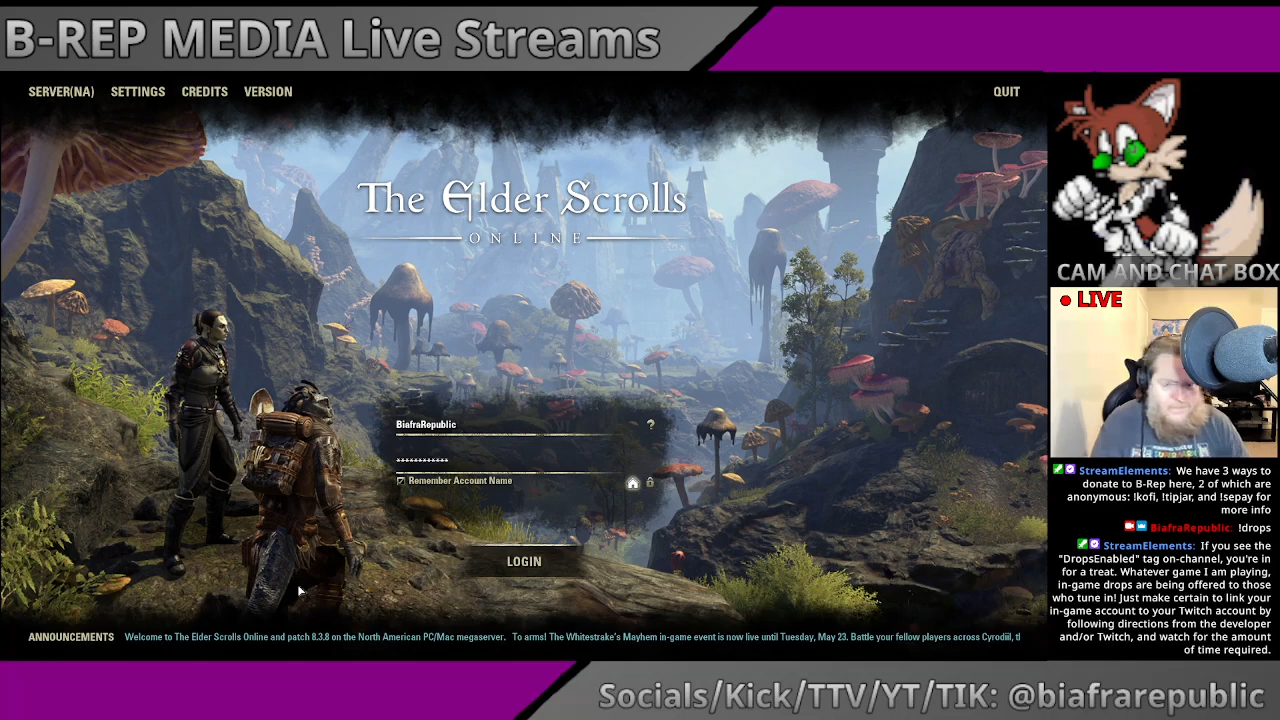 B-REP MEDIA Live Streams
SERVER(NA) SETTINGS CREDITS VERSION QUIT
The Elder Scrolls
ONLINE
BiafraRepublic
?
************
Remember Account Name
LOGIN
ANNOUNCEMENTS Welcome to The Elder Scrolls Online and patch 8.3.8 on the North American PC/Mac megaserver. To arms! The Whitestrake's Mayhem in-game event is now live until Tuesday, May 23. Battle your fellow players across Cyrodiil,
CAM AND CHAT BOX
LIVE
StreamElements: We have 3 ways to
donate to B-Rep here, 2 of which are
anonymous: !kofi, !tipjar, and !sepay for
more info
BiafraRepublic: !drops
StreamElements: If you see the
"DropsEnabled" tag on-channel, you're in
for a treat. Whatever game I am playing,
in-game drops are being offered to those
who tune in! Just make certain to link your
in-game account to your Twitch account by
following directions from the developer
and/or Twitch, and watch for the amount
of time required.
Socials/Kick/TTV/YT/TIK: @biafrarepublic